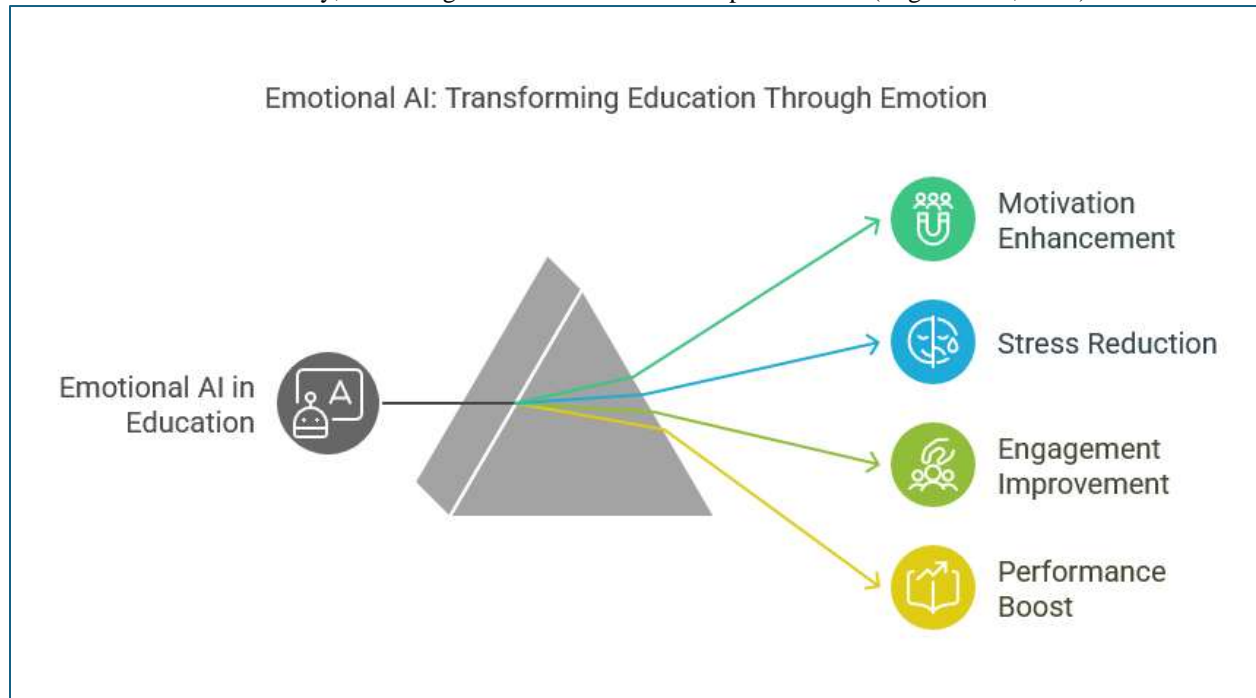 Emotional AI: Transforming Education Through Emotion
Motivation
Enhancement
Stress Reduction
Emotional AI in
Education
A
Engagement
Improvement
Performance
Boost